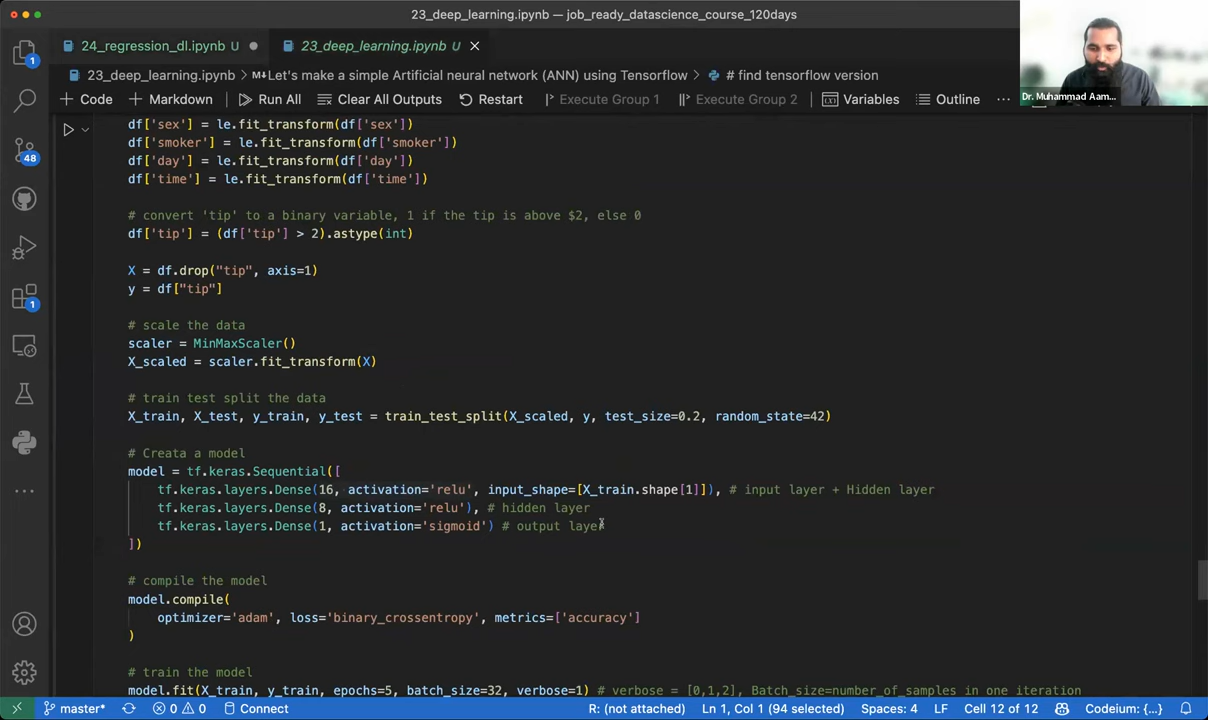 23_deep_learning.ipynb — job_ready_datascience_course_120days
24_regression_dl.ipynb U
23_deep_learning.ipynb U
23_deep_learning.ipynb > M↓Let's make a simple Artificial neural network (ANN) using Tensorflow > # find tensorflow version
Dr. Muhammad Aam...
+ Code + Markdown Run All Clear All Outputs Restart Execute Group 1 Execute Group 2 Variables Outline ...
df['sex'] = le.fit_transform(df['sex'])
df['smoker'] = le.fit_transform(df['smoker'])
df['day'] = le.fit_transform(df['day'])
df['time'] = le.fit_transform(df['time'])
# convert 'tip' to a binary variable, 1 if the tip is above $2, else 0
df['tip'] = (df['tip'] > 2).astype(int)
X = df.drop("tip", axis=1)
y = df["tip"]
# scale the data
scaler = MinMaxScaler()
X_scaled = scaler.fit_transform(X)
# train test split the data
X_train, X_test, y_train, y_test = train_test_split(X_scaled, y, test_size=0.2, random_state=42)
# Creata a model
model = tf.keras.Sequential([
tf.keras.layers.Dense(16, activation='relu', input_shape=[X_train.shape[1]]), # input layer + Hidden layer
tf.keras.layers.Dense(8, activation='relu'), # hidden layer
tf.keras.layers.Dense(1, activation='sigmoid') # output layer
])
# compile the model
model.compile(
optimizer='adam', loss='binary_crossentropy', metrics=['accuracy']
)
# train the model
model.fit(X_train, y_train, epochs=5, batch_size=32, verbose=1) # verbose = [0,1,2], Batch_size=number_of_samples in one iteration
1
48
1
master* 0 0 Connect R: (not attached) Ln 1, Col 1 (94 selected) Spaces: 4 LF Cell 12 of 12 Codeium: {...}